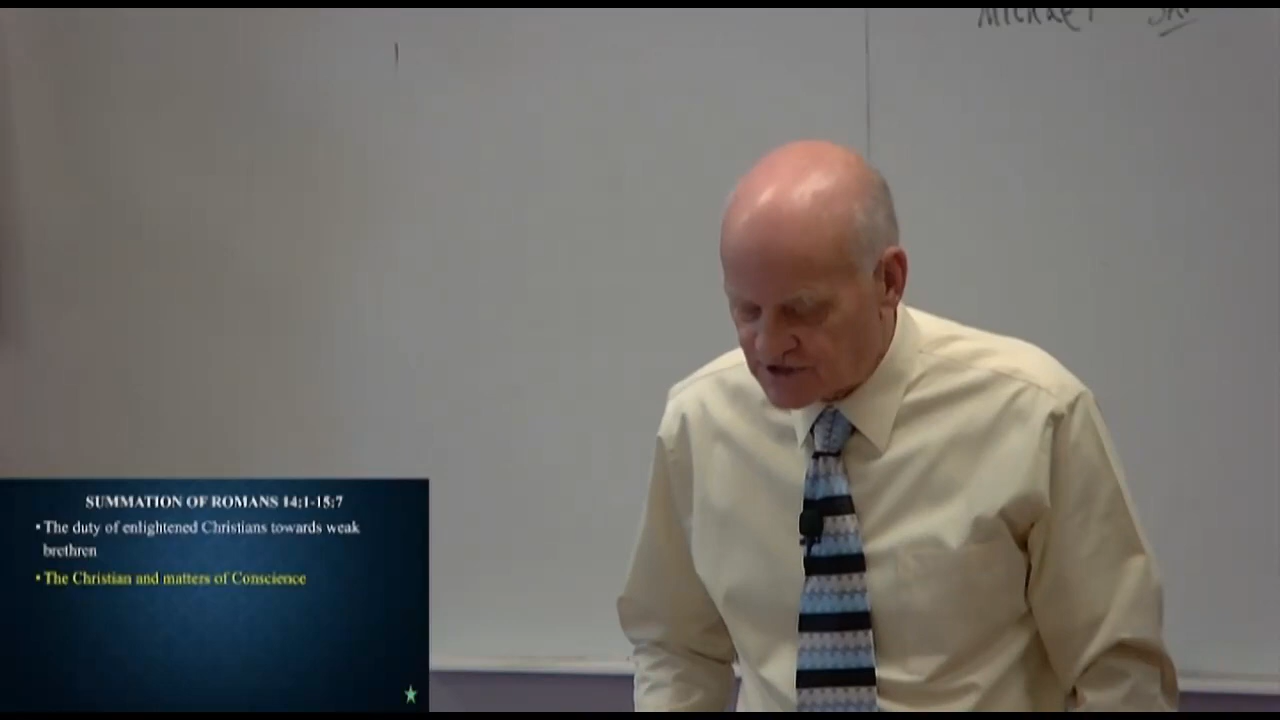 Michael
SUMMATION OF ROMANS 14:1-15:7
• The duty of enlightened Christians towards weak
brethren
• The Christian and matters of Conscience